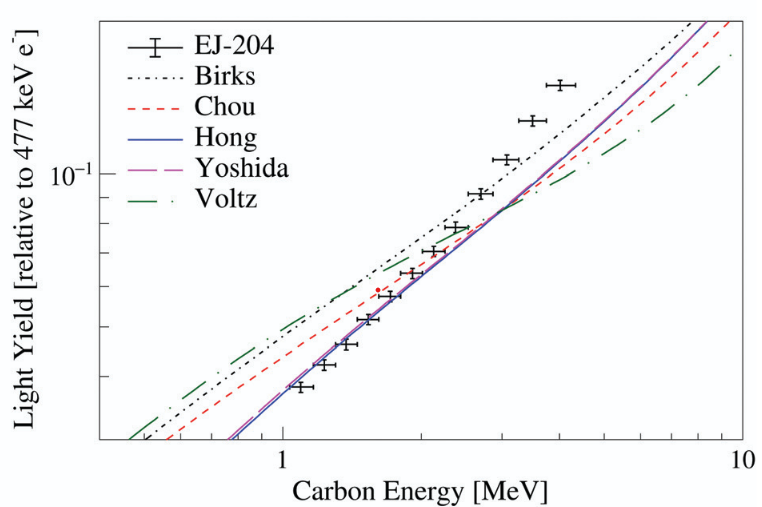 EJ-204
Birks
Chou
Hong
Yoshida
Voltz
Light Yield [relative to 477 keV e⁻]
10⁻¹
1
10
Carbon Energy [MeV]